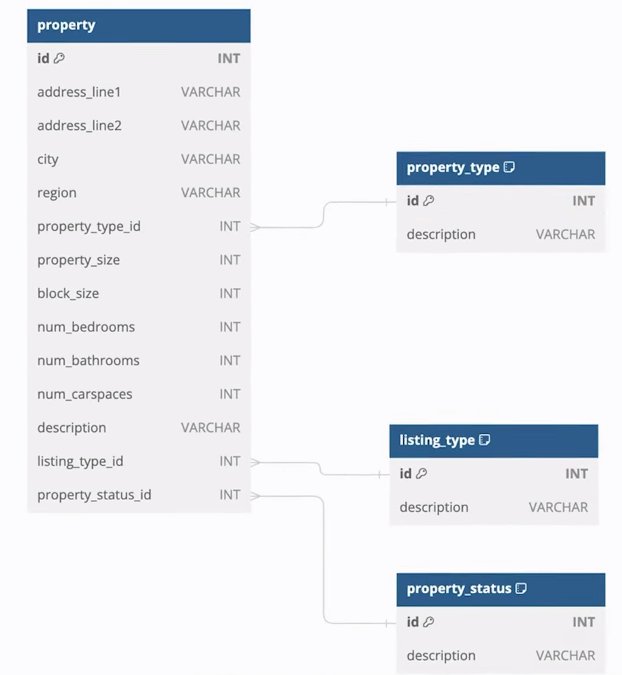 property
id INT
address_line1 VARCHAR
address_line2 VARCHAR
city VARCHAR
region VARCHAR
property_type_id INT
property_size INT
block_size INT
num_bedrooms INT
num_bathrooms INT
num_carspaces INT
description VARCHAR
listing_type_id INT
property_status_id INT
property_type
id INT
description VARCHAR
listing_type
id INT
description VARCHAR
property_status
id INT
description VARCHAR